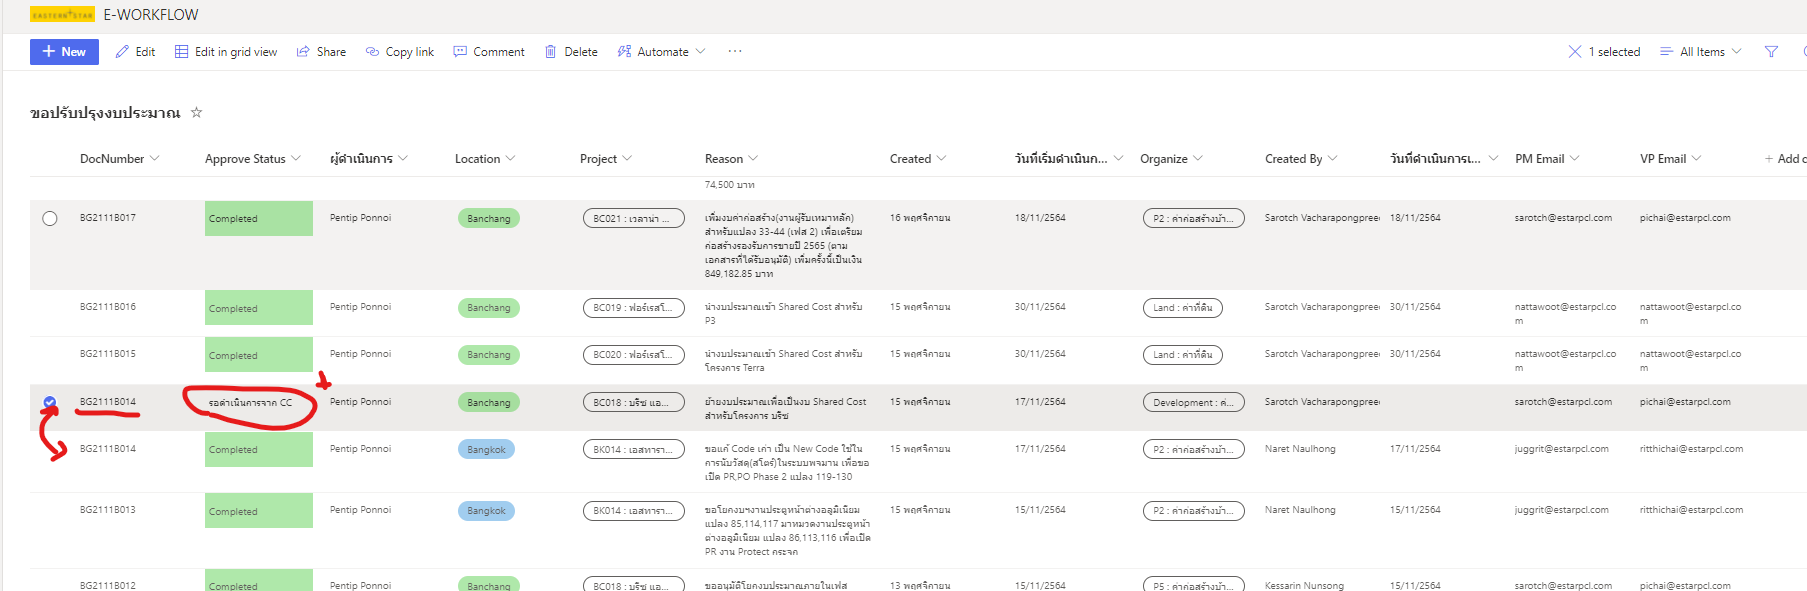 EASTERN STAR E-WORKFLOW
New Edit Edit in grid view Share Copy link Comment Delete Automate ... 1 selected All Items
ขอปรับปรุงงบประมาณ
DocNumber Approve Status ผู้ดำเนินการ Location Project Reason Created วันที่เริ่มดำเนินก... Organize Created By วันที่ดำเนินการเ... PM Email VP Email + Add c
74,500 บาท
BG2111B017 Completed Pentip Ponnoi Banchang BC021 : เวลาน่า ... เพิ่มงบค่าก่อสร้าง(งานผู้รับเหมาหลัก) 16 พฤศจิกายน 18/11/2564 P2 : ค่าก่อสร้างบ้า... Sarotch Vacharapongpree 18/11/2564 sarotch@estarpcl.com pichai@estarpcl.com
สำหรับแปลง 33-44 (เฟส 2) เพื่อเตรียม
ก่อสร้างรองรับการขายปี 2565 (ตาม
เอกสารที่ได้รับอนุมัติ) เพิ่มครั้งนี้เป็นเงิน
849,182.85 บาท
BG2111B016 Completed Pentip Ponnoi Banchang BC019 : ฟอร์เรสโ... นำงบประมาณเข้า Shared Cost สำหรับ 15 พฤศจิกายน 30/11/2564 Land : ค่าที่ดิน Sarotch Vacharapongpree 30/11/2564 nattawoot@estarpcl.co nattawoot@estarpcl.co
P3 m m
BG2111B015 Completed Pentip Ponnoi Banchang BC020 : ฟอร์เรสโ... นำงบประมาณเข้า Shared Cost สำหรับ 15 พฤศจิกายน 30/11/2564 Land : ค่าที่ดิน Sarotch Vacharapongpree 30/11/2564 nattawoot@estarpcl.co nattawoot@estarpcl.co
โครงการ Terra m m
BG2111B014 รอดำเนินการจาก CC Pentip Ponnoi Banchang BC018 : บรีซ แอ... ย้ายงบประมาณเพื่อเป็นงบ Shared Cost 15 พฤศจิกายน 17/11/2564 Development : ค่... Sarotch Vacharapongpree sarotch@estarpcl.com pichai@estarpcl.com
สำหรับโครงการ บรีซ
BG2111B014 Completed Pentip Ponnoi Bangkok BK014 : เอสทารา... ขอแก้ Code เก่า เป็น New Code ใช้ใน 15 พฤศจิกายน 17/11/2564 P2 : ค่าก่อสร้างบ้า... Naret Naulhong 17/11/2564 juggrit@estarpcl.com ritthichai@estarpcl.com
การนับวัสดุ(สโตร์)ในระบบพจมาน เพื่อขอ
เปิด PR,PO Phase 2 แปลง 119-130
BG2111B013 Completed Pentip Ponnoi Bangkok BK014 : เอสทารา... ขอโยกงบฯงานประตูหน้าต่างอลูมิเนียม 15 พฤศจิกายน 15/11/2564 P2 : ค่าก่อสร้างบ้า... Naret Naulhong 15/11/2564 juggrit@estarpcl.com ritthichai@estarpcl.com
แปลง 85,114,117 มาหมวดงานประตูหน้า
ต่างอลูมิเนียม แปลง 86,113,116 เพื่อเปิด
PR งาน Protect กระจก
BG2111B012 Completed Pentip Ponnoi Banchang BC018 : บรีซ แอ... ขออนุมัติโยกงบประมาณภายในเฟส 13 พฤศจิกายน 15/11/2564 P5 : ค่าก่อสร้างบ้า... Kessarin Nunsong 15/11/2564 sarotch@estarpcl.com pichai@estarpcl.com